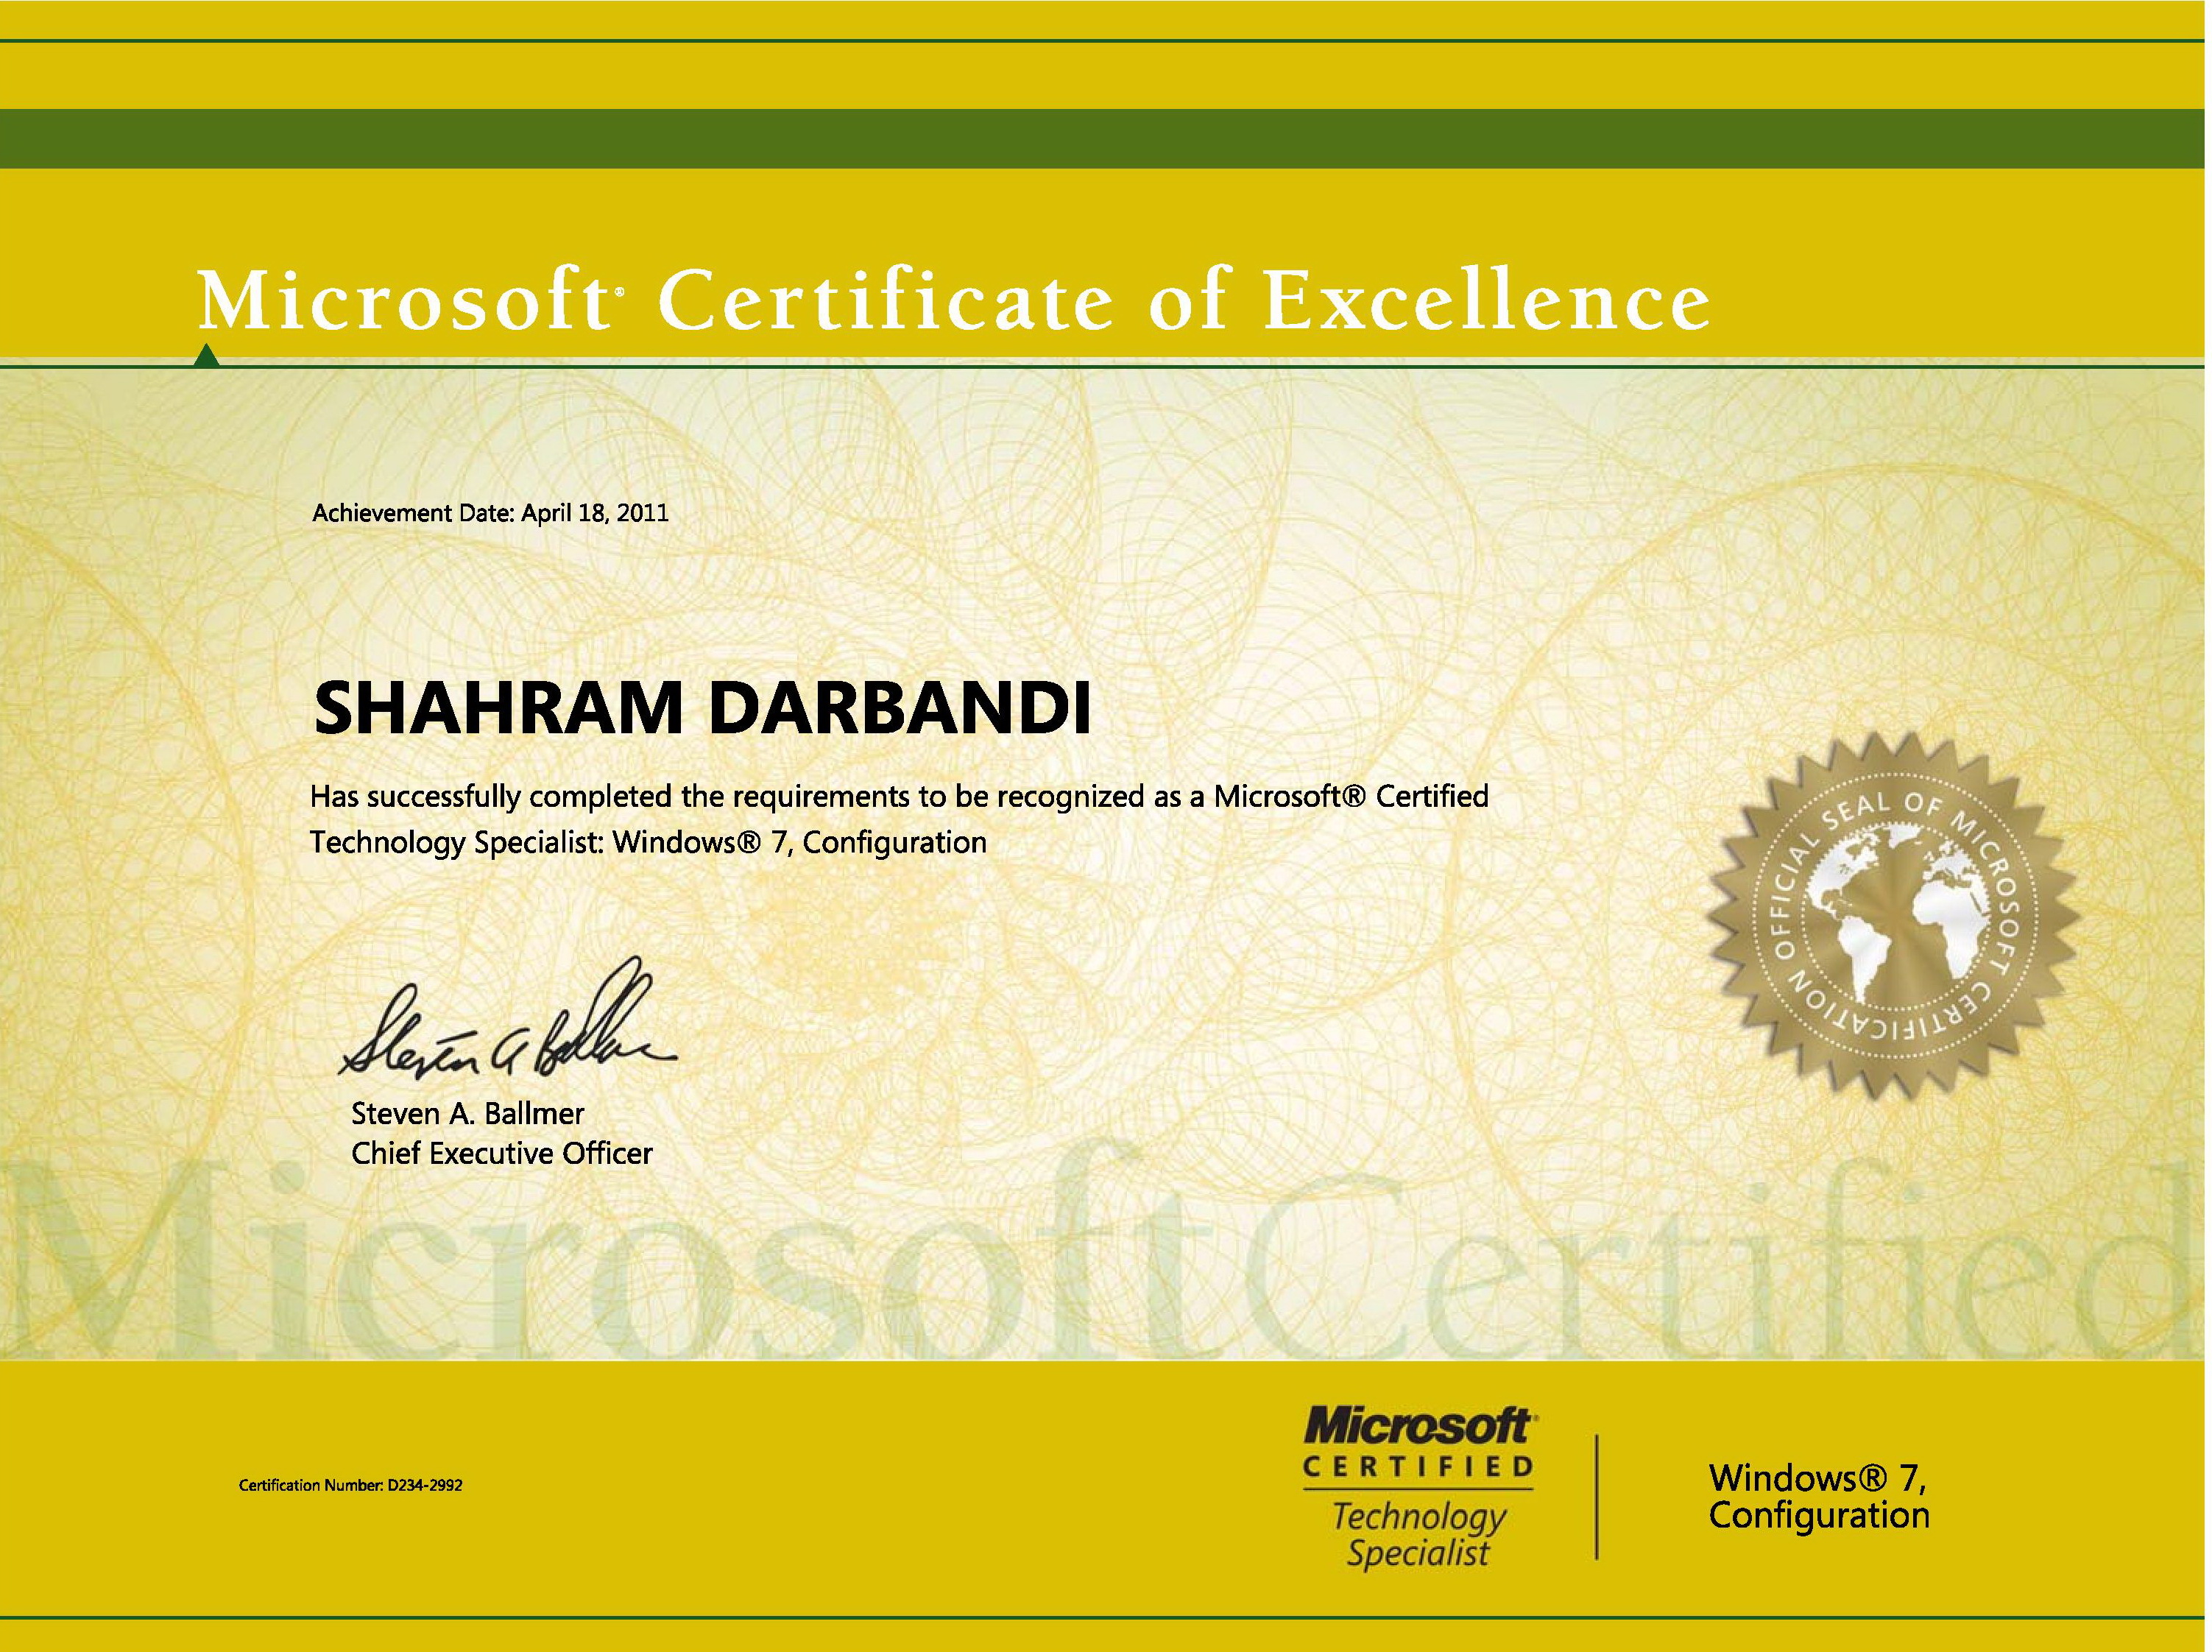 Microsoft® Certificate of Excellence
Achievement Date: April 18, 2011
SHAHRAM DARBANDI
Has successfully completed the requirements to be recognized as a Microsoft® Certified
Technology Specialist: Windows® 7, Configuration
OFFICIAL SEAL OF MICROSOFT CERTIFICATION
Steven A Ballmer
Steven A. Ballmer
Chief Executive Officer
Microsoft Certified
Certification Number: D234-2992
Microsoft®
CERTIFIED
Technology
Specialist
Windows® 7,
Configuration